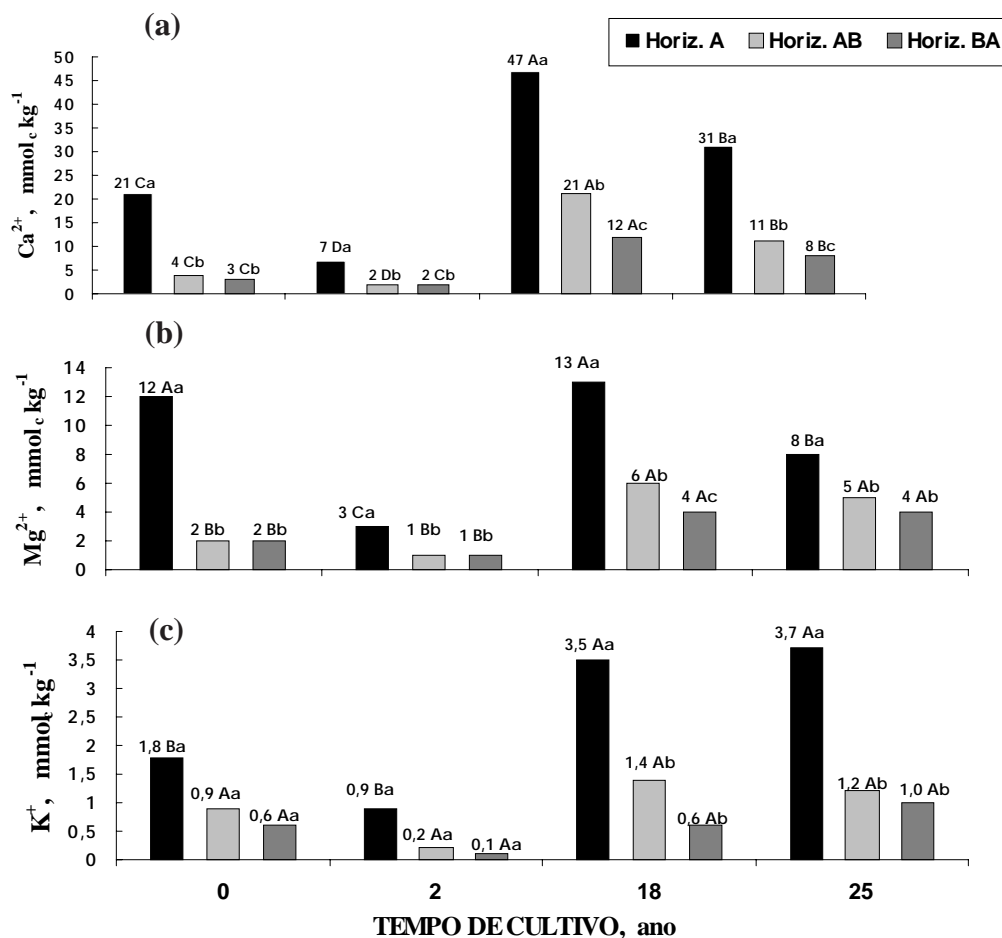 (a)
Horiz. A Horiz. AB Horiz. BA
Ca²⁺, mmol_c kg⁻¹
50
45
40
35
30
25
20
15
10
5
0
21 Ca 4 Cb 3 Cb 7 Da 2 Db 2 Cb 47 Aa 21 Ab 12 Ac 31 Ba 11 Bb 8 Bc
(b)
Mg²⁺, mmol_c kg⁻¹
14
12
10
8
6
4
2
0
12 Aa 2 Bb 2 Bb 3 Ca 1 Bb 1 Bb 13 Aa 6 Ab 4 Ac 8 Ba 5 Ab 4 Ab
(c)
K⁺, mmol_c kg⁻¹
4
3,5
3
2,5
2
1,5
1
0,5
0
1,8 Ba 0,9 Aa 0,6 Aa 0,9 Ba 0,2 Aa 0,1 Aa 3,5 Aa 1,4 Ab 0,6 Ab 3,7 Aa 1,2 Ab 1,0 Ab
0 2 18 25
TEMPO DE CULTIVO, ano